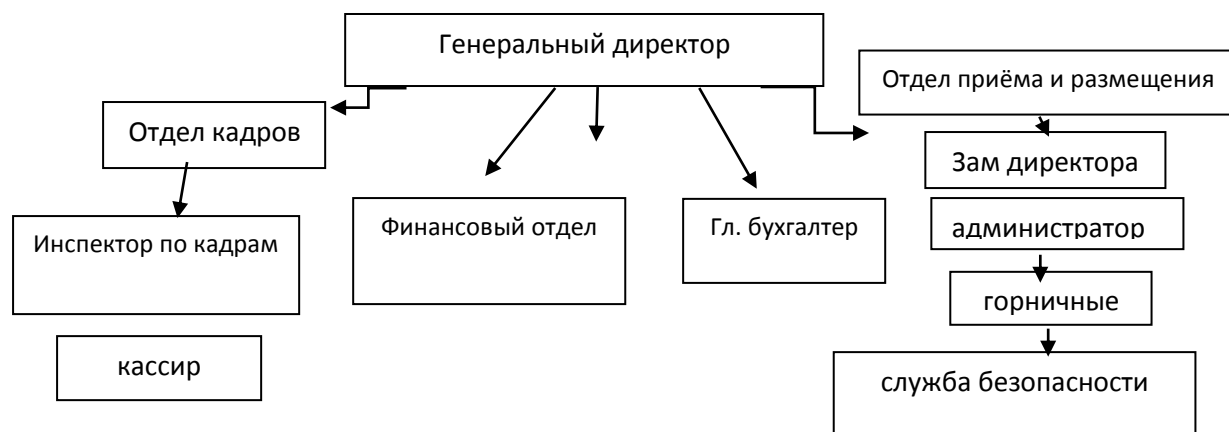 Генеральный директор
Отдел приёма и размещения
Отдел кадров
Зам директора
Инспектор по кадрам
Финансовый отдел
Гл. бухгалтер
администратор
горничные
кассир
служба безопасности